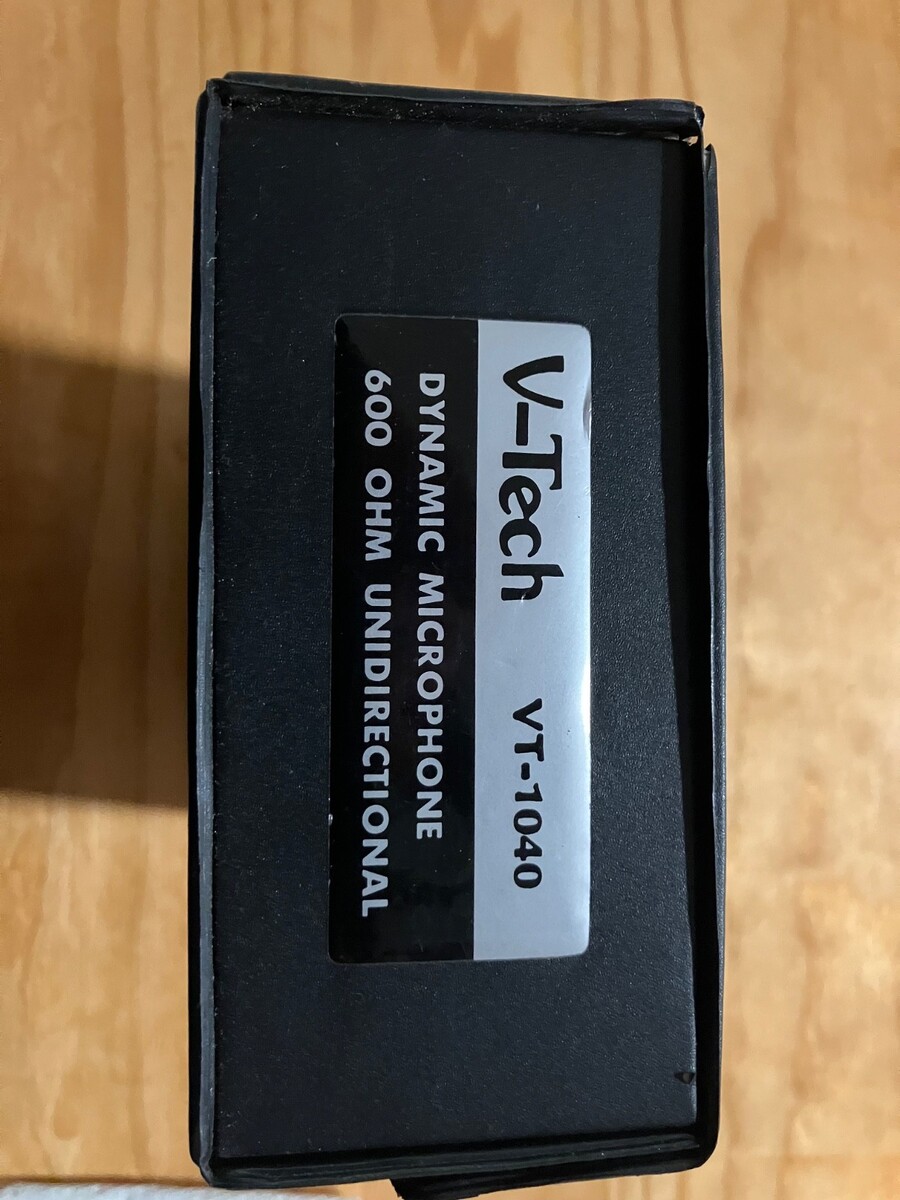 V-Tech VT-1040
DYNAMIC MICROPHONE
600 OHM UNIDIRECTIONAL